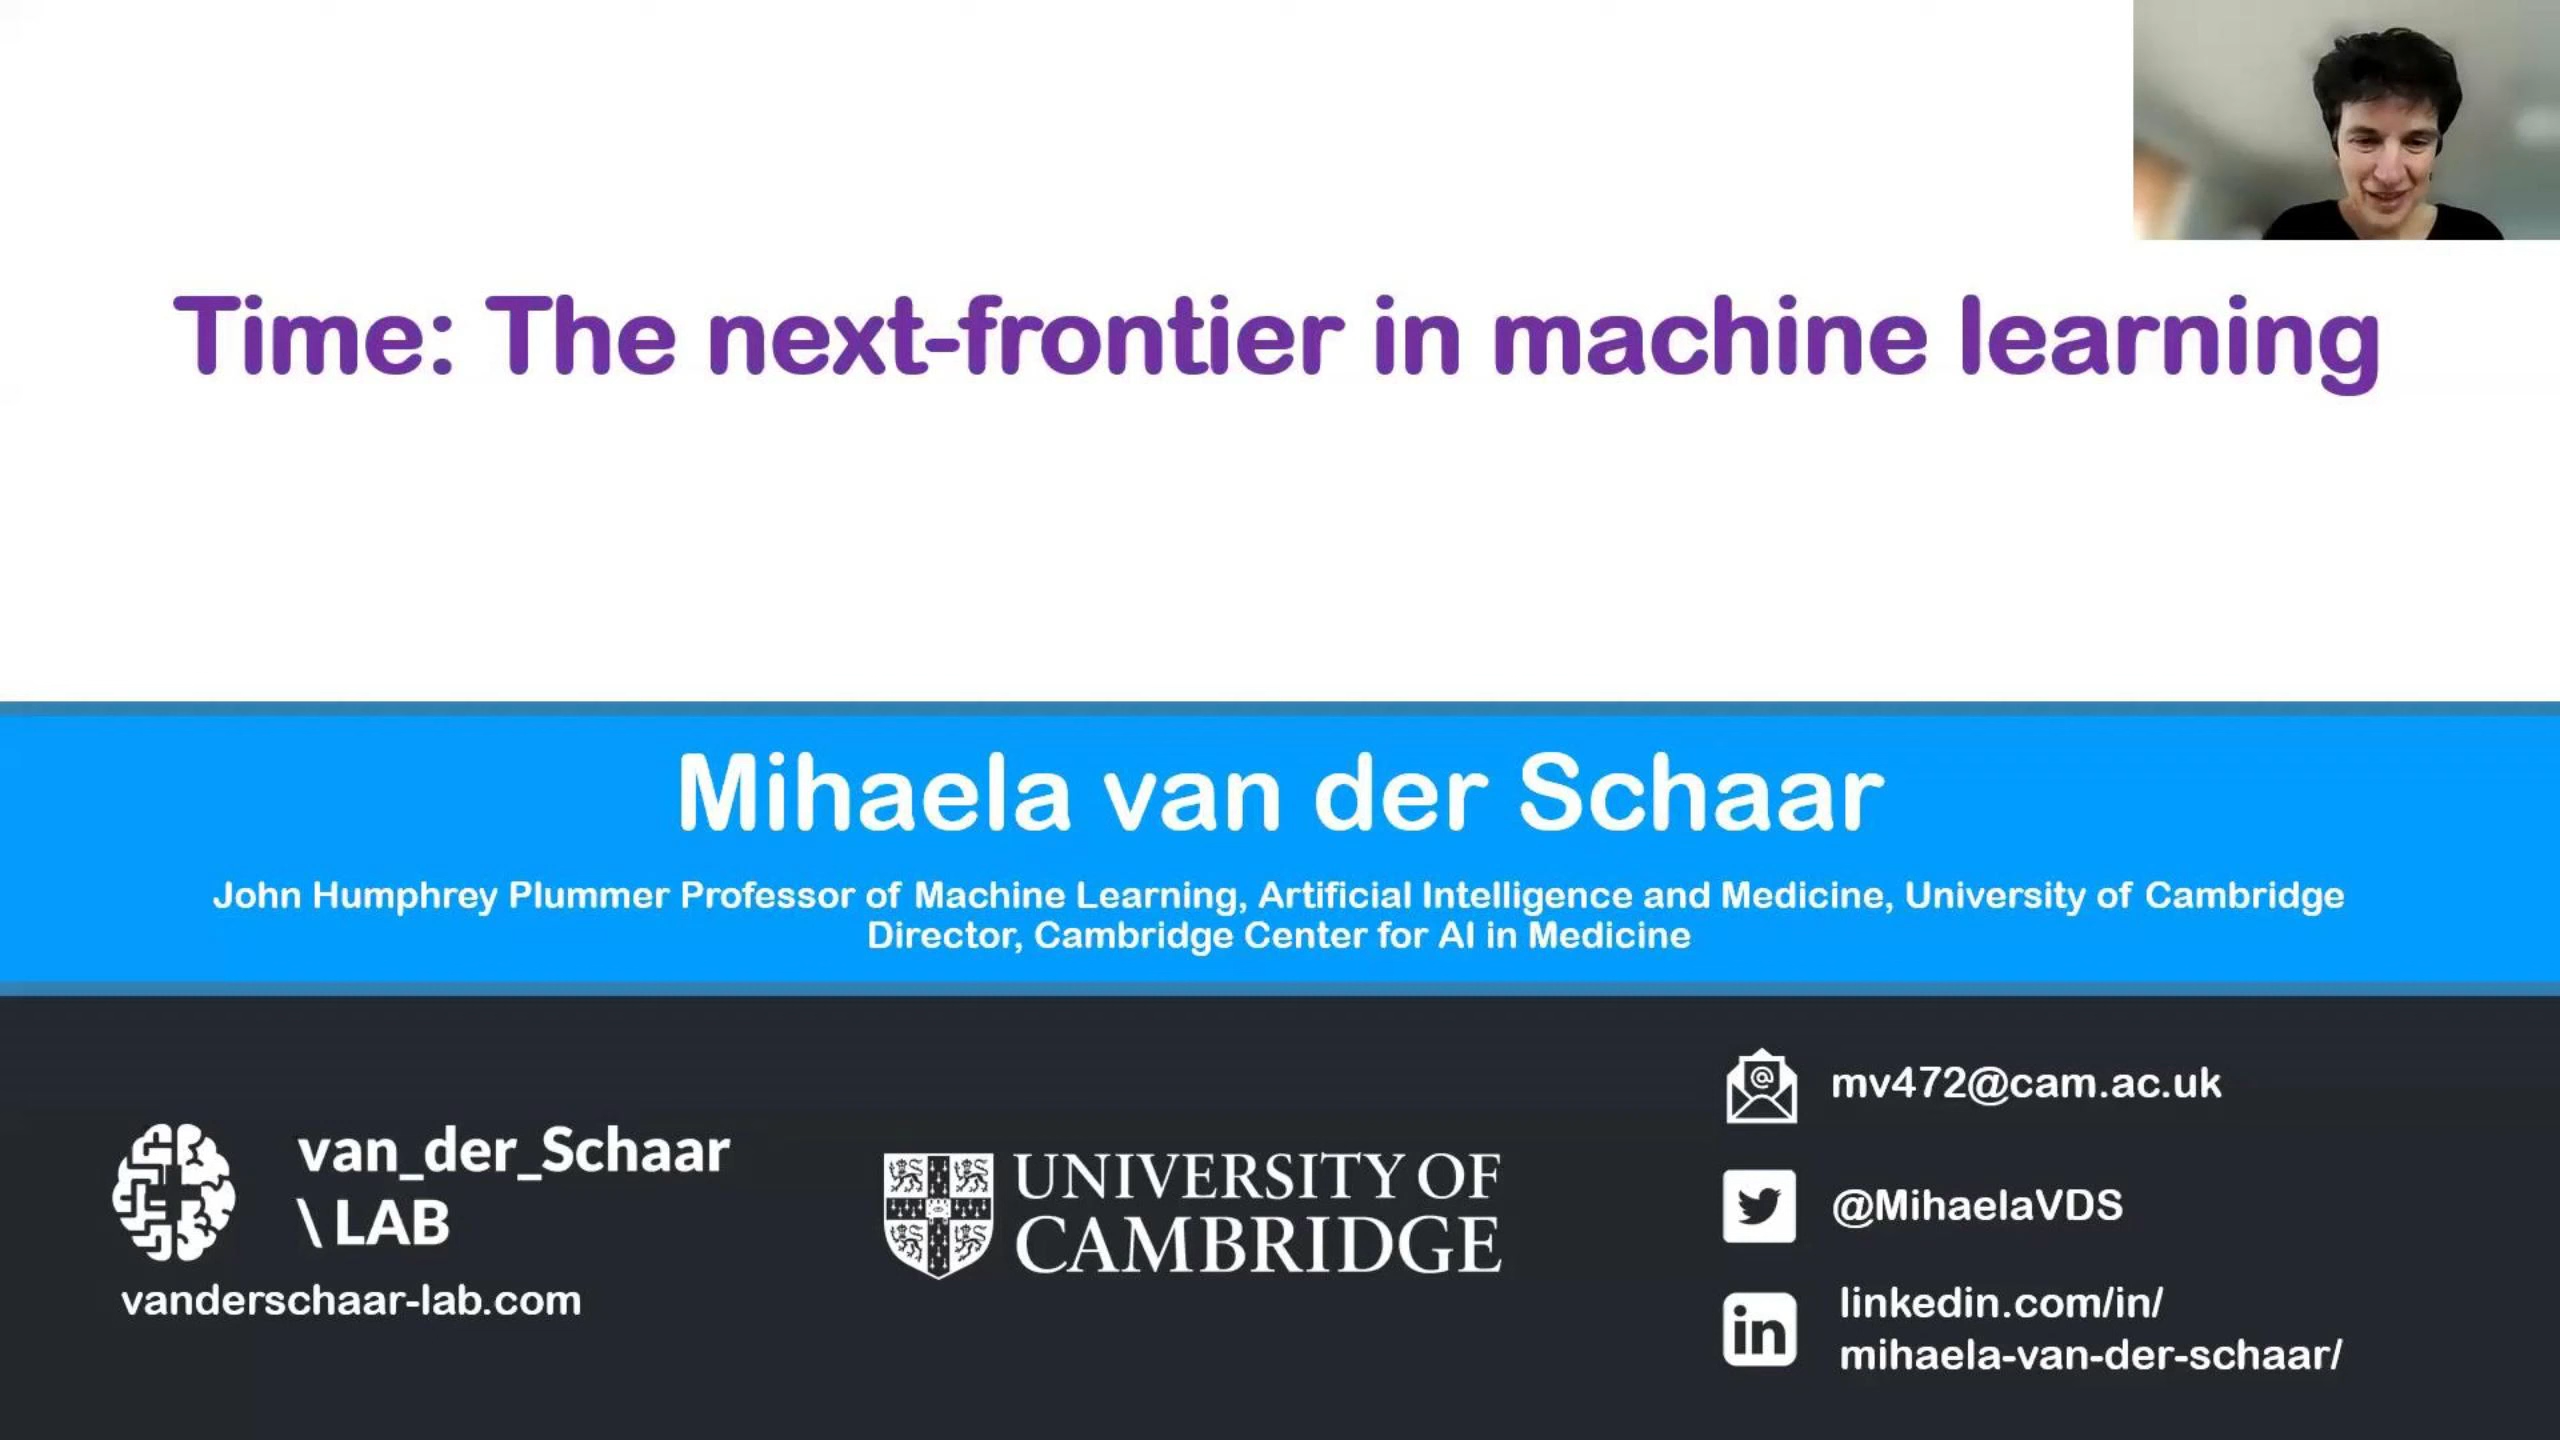 Time: The next-frontier in machine learning
Mihaela van der Schaar
John Humphrey Plummer Professor of Machine Learning, Artificial Intelligence and Medicine, University of Cambridge
Director, Cambridge Center for AI in Medicine
van_der_Schaar
\ LAB
vanderschaar-lab.com
UNIVERSITY OF
CAMBRIDGE
mv472@cam.ac.uk
@MihaelaVDS
in
linkedin.com/in/
mihaela-van-der-schaar/